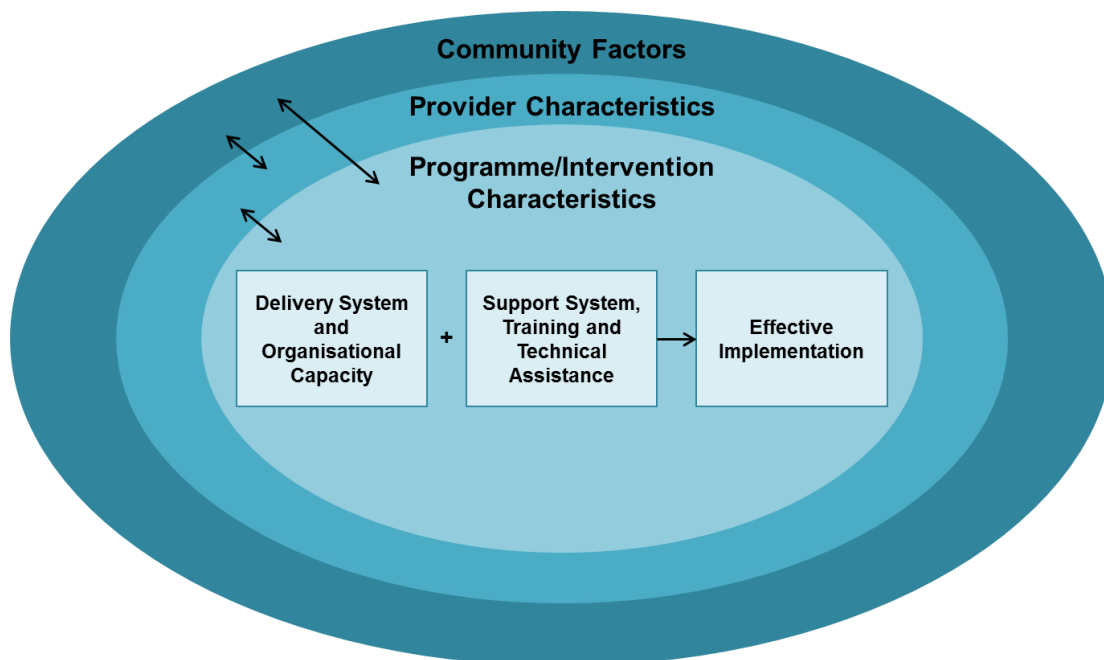 Community Factors
Provider Characteristics
Programme/Intervention
Characteristics
Delivery System
and
Organisational
Capacity
+
Support System,
Training and
Technical
Assistance
Effective
Implementation